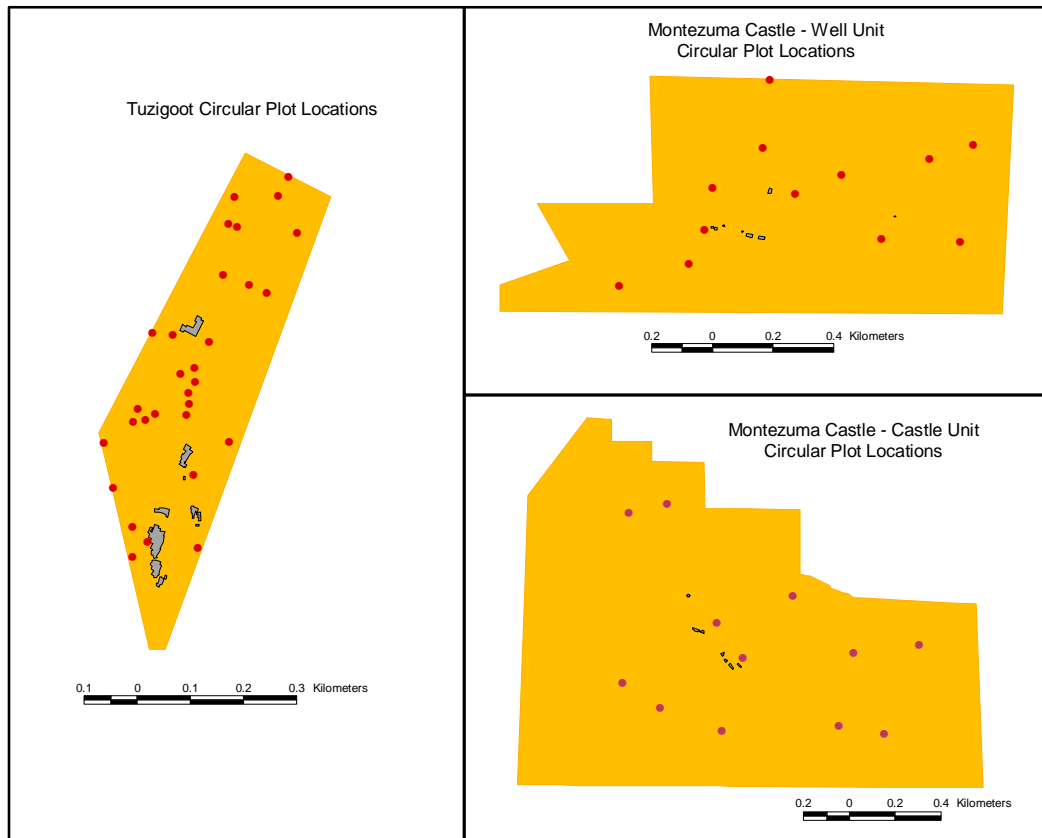 Tuzigoot Circular Plot Locations
0.1 0 0.1 0.2 0.3 Kilometers
Montezuma Castle - Well Unit
Circular Plot Locations
0.2 0 0.2 0.4 Kilometers
Montezuma Castle - Castle Unit
Circular Plot Locations
0.2 0 0.2 0.4 Kilometers